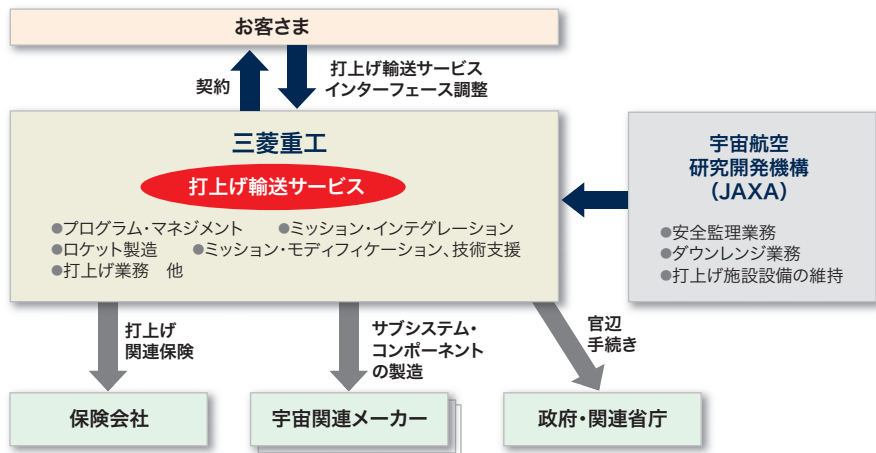 お客さま
契約
打上げ輸送サービス
インターフェース調整
三菱重工
打上げ輸送サービス
●プログラム・マネジメント ●ミッション・インテグレーション
●ロケット製造 ●ミッション・モディフィケーション、技術支援
●打上げ業務 他
宇宙航空
研究開発機構
（JAXA）
●安全監理業務
●ダウンレンジ業務
●打上げ施設設備の維持
打上げ
関連保険
サブシステム・
コンポーネント
の製造
官辺
手続き
保険会社
宇宙関連メーカー
政府・関連省庁